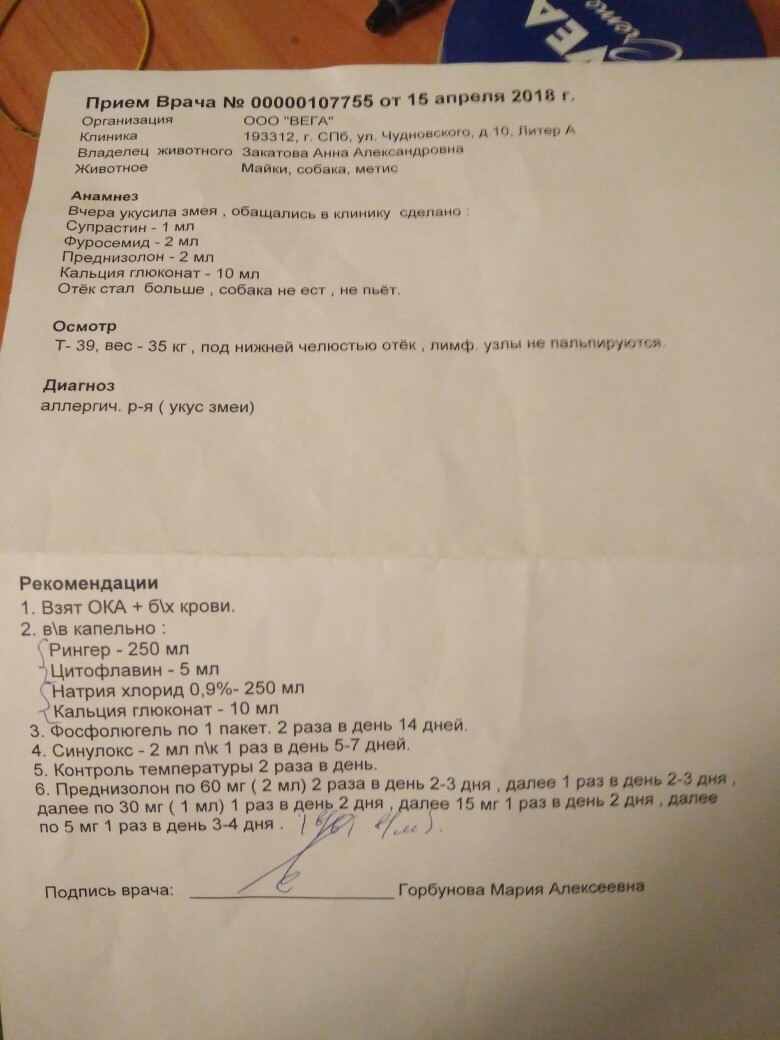 VEA
Creme
Прием Врача № 00000107755 от 15 апреля 2018 г.
Организация ООО "ВЕГА"
Клиника 193312, г. СПб, ул. Чудновского, д.10, Литер А
Владелец животного Закатова Анна Александровна
Животное Майки, собака, метис
Анамнез
Вчера укусила змея , обащались в клинику сделано :
Супрастин - 1 мл
Фуросемид - 2 мл
Преднизолон - 2 мл
Кальция глюконат - 10 мл
Отёк стал больше , собака не ест , не пьёт.
Осмотр
Т- 39, вес - 35 кг , под нижней челюстью отёк , лимф. узлы не пальпируются.
Диагноз
аллергич. р-я ( укус змеи)
Рекомендации
1. Взят ОКА + б\х крови.
2. в\в капельно :
Рингер - 250 мл
Цитофлавин - 5 мл
Натрия хлорид 0,9%- 250 мл
Кальция глюконат - 10 мл
3. Фосфолюгель по 1 пакет. 2 раза в день 14 дней.
4. Синулокс - 2 мл п\к 1 раз в день 5-7 дней.
5. Контроль температуры 2 раза в день.
6. Преднизолон по 60 мг ( 2 мл) 2 раза в день 2-3 дня , далее 1 раз в день 2-3 дня ,
далее по 30 мг ( 1 мл) 1 раз в день 2 дня , далее 15 мг 1 раз в день 2 дня , далее
по 5 мг 1 раз в день 3-4 дня .
Подпись врача: Горбунова Мария Алексеевна